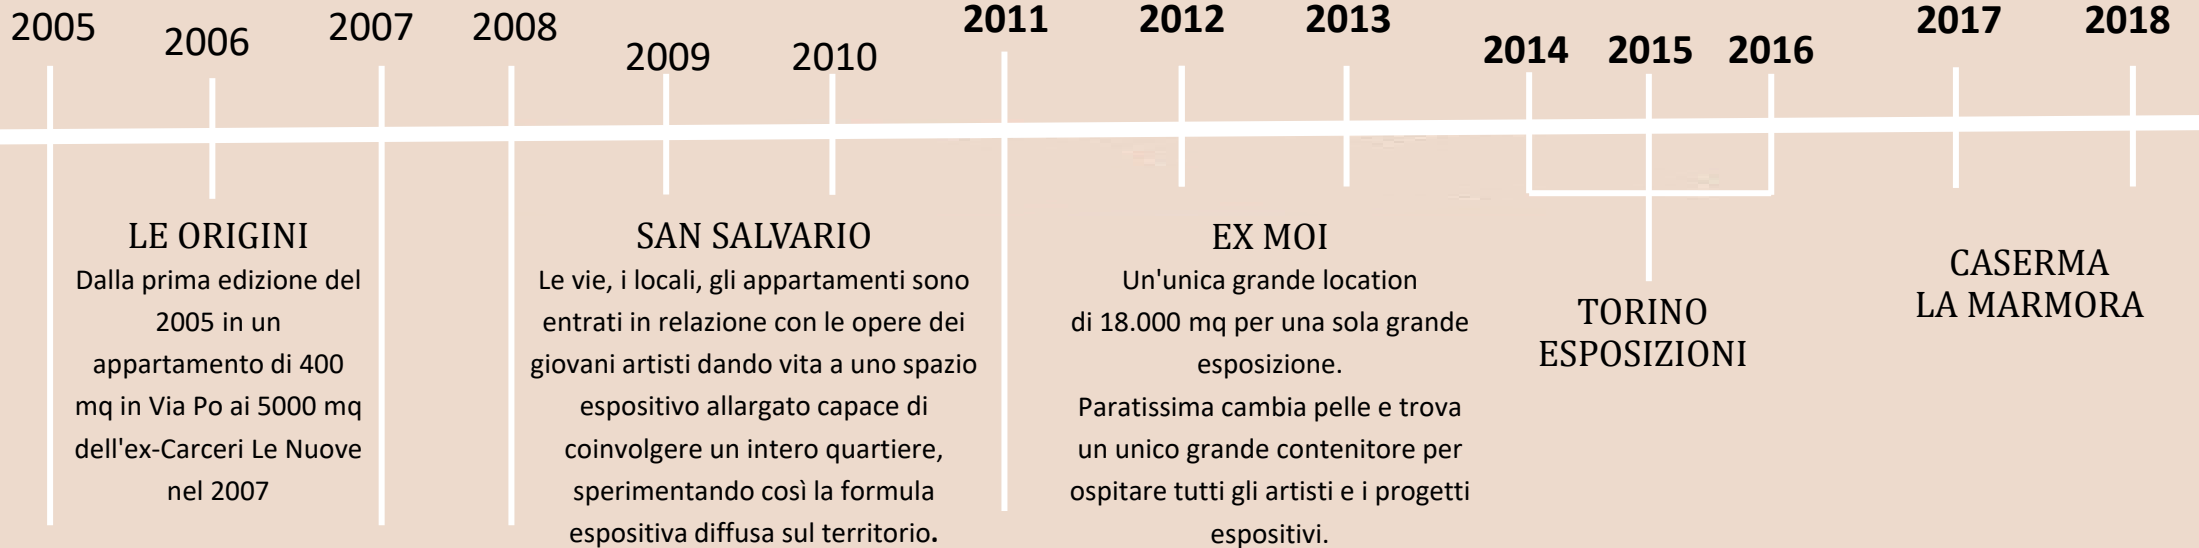 2005
2006
2007
2008
2009
2010
2011
2012
2013
2014
2015
2016
2017
2018
LE ORIGINI
Dalla prima edizione del
2005 in un
appartamento di 400
mq in Via Po ai 5000 mq
dell'ex-Carceri Le Nuove
nel 2007
SAN SALVARIO
Le vie, i locali, gli appartamenti sono
entrati in relazione con le opere dei
giovani artisti dando vita a uno spazio
espositivo allargato capace di
coinvolgere un intero quartiere,
sperimentando così la formula
espositiva diffusa sul territorio.
EX MOI
Un'unica grande location
di 18.000 mq per una sola grande
esposizione.
Paratissima cambia pelle e trova
un unico grande contenitore per
ospitare tutti gli artisti e i progetti
espositivi.
TORINO
ESPOSIZIONI
CASERMA
LA MARMORA